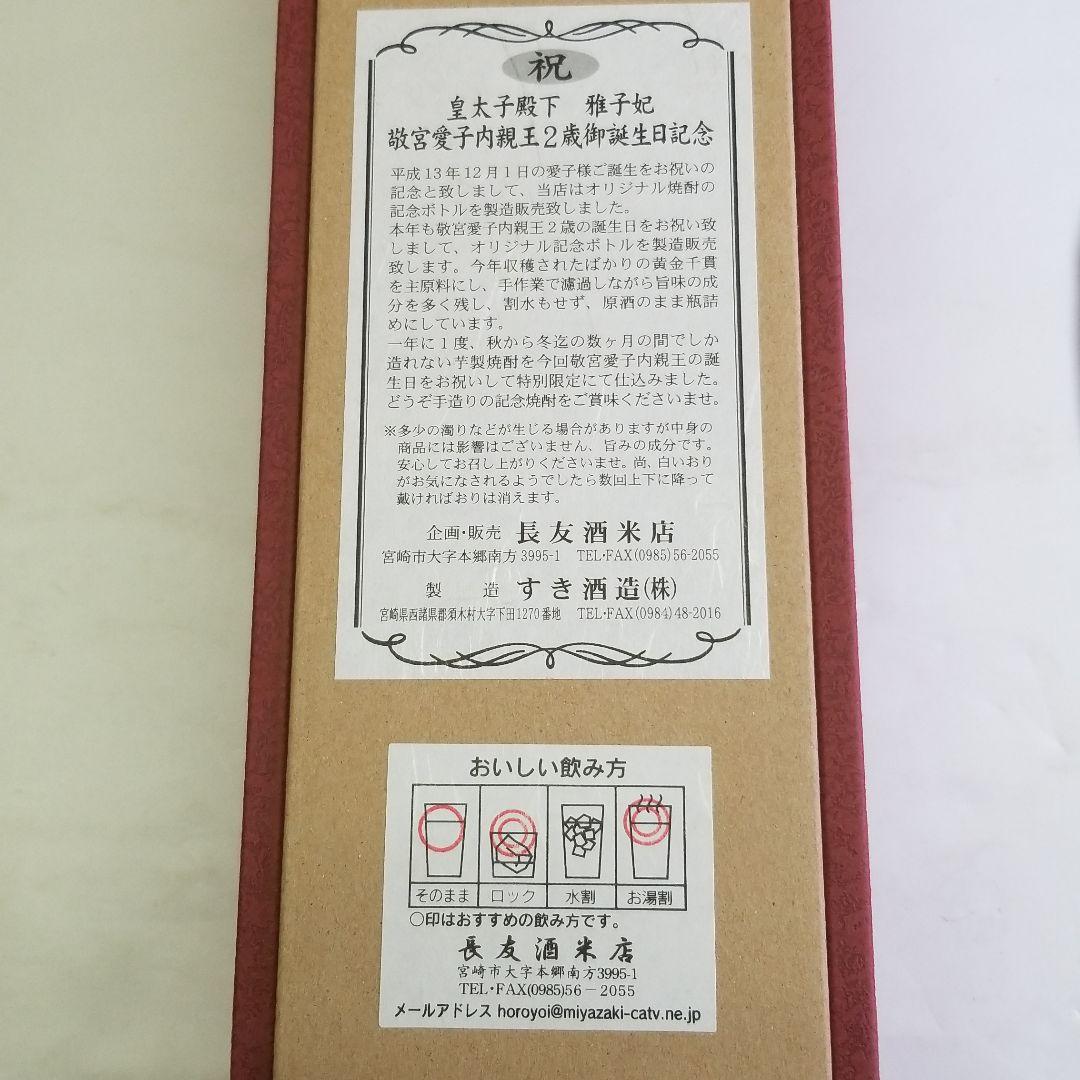 祝
皇太子殿下 雅子妃
敬宮愛子内親王2歳御誕生日記念
平成13年12月1日の愛子様ご誕生をお祝いの
記念と致しまして、当店はオリジナル焼酎の
記念ボトルを製造販売致しました。
本年も敬宮愛子内親王2歳の誕生日をお祝い致
しまして、オリジナル記念ボトルを製造販売
致します。今年収穫されたばかりの黄金千貫
を主原料にし、手作業で濾過しながら旨味の成
分を多く残し、割水もせず、原酒のまま瓶詰
めにしています。
一年に1度、秋から冬迄の数ヶ月の間でしか
造れない芋製焼酎を今回敬宮愛子内親王の誕
生日をお祝いして特別限定にて仕込みました。
どうぞ手造りの記念焼酎をご賞味くださいませ。
※多少の濁りなどが生じる場合がありますが中身の
商品には影響はございません、旨みの成分です。
安心してお召し上がりくださいませ。尚、白いおり
がお気になされるようでしたら数回上下に降って
戴ければおりは消えます。
企画・販売 長友酒米店
宮崎市大字本郷南方3995-1 TEL・FAX(0985)56-2055
製造 すき酒造(株)
宮崎県西諸県郡須木村大字下田1270番地 TEL・FAX(0984)48-2016
おいしい飲み方
そのまま ロック 水割 お湯割
○印はおすすめの飲み方です。
長友酒米店
宮崎市大字本郷南方3995-1
TEL・FAX(0985)56－2055
メールアドレス horoyoi@miyazaki-catv.ne.jp